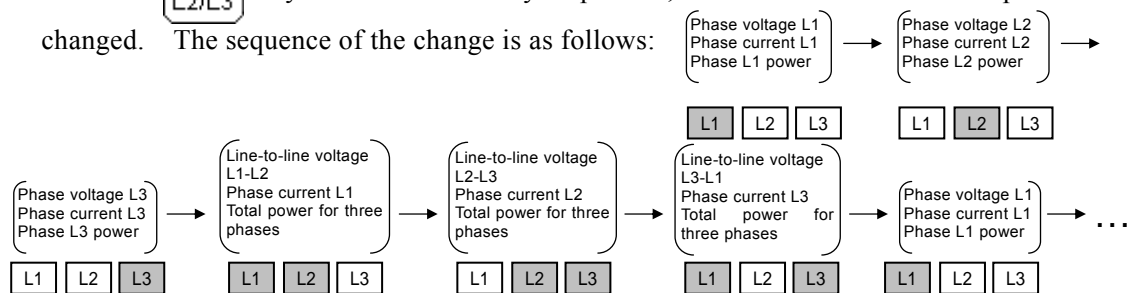 L2/L3
changed. The sequence of the change is as follows:
Phase voltage L1
Phase current L1
Phase L1 power
Phase voltage L2
Phase current L2
Phase L2 power
L1 L2 L3
L1 L2 L3
Phase voltage L3
Phase current L3
Phase L3 power
Line-to-line voltage
L1-L2
Phase current L1
Total power for three
phases
Line-to-line voltage
L2-L3
Phase current L2
Total power for three
phases
Line-to-line voltage
L3-L1
Phase current L3
Total power for
three phases
Phase voltage L1
Phase current L1
Phase L1 power
...
L1 L2 L3
L1 L2 L3
L1 L2 L3
L1 L2 L3
L1 L2 L3